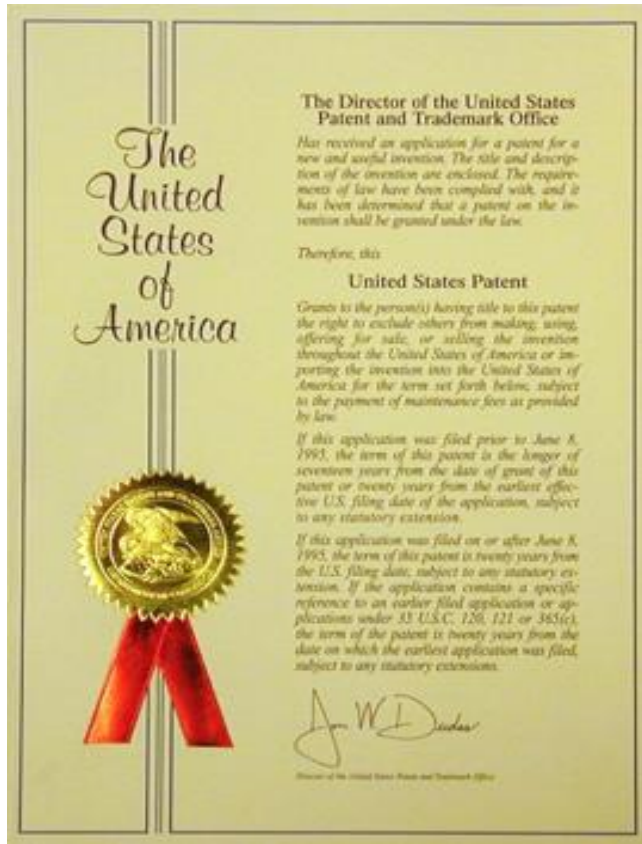 The
United
States
of
America
The Director of the United States
Patent and Trademark Office
Has received an application for a patent for a
new and useful invention. The title and descrip-
tion of the invention are enclosed. The require-
ments of law have been complied with, and it
has been determined that a patent on the in-
vention shall be granted under the law.
Therefore, this
United States Patent
Grants to the person(s) having title to this patent
the right to exclude others from making, using,
offering for sale, or selling the invention
throughout the United States of America or im-
porting the invention into the United States of
America for the term set forth below, subject
to the payment of maintenance fees as provided
by law.
If this application was filed prior to June 8,
1995, the term of this patent is the longer of
seventeen years from the date of grant of this
patent or twenty years from the earliest effec-
tive U.S. filing date of the application, subject
to any statutory extension.
If this application was filed on or after June 8,
1995, the term of this patent is twenty years from
the U.S. filing date, subject to any statutory ex-
tension. If the application contains a specific
reference to an earlier filed application or ap-
plications under 35 U.S.C. 120, 121 or 365(c),
the term of the patent is twenty years from the
date on which the earliest application was filed,
subject to any statutory extensions.
Jon W Dudas
Director of the United States Patent and Trademark Office